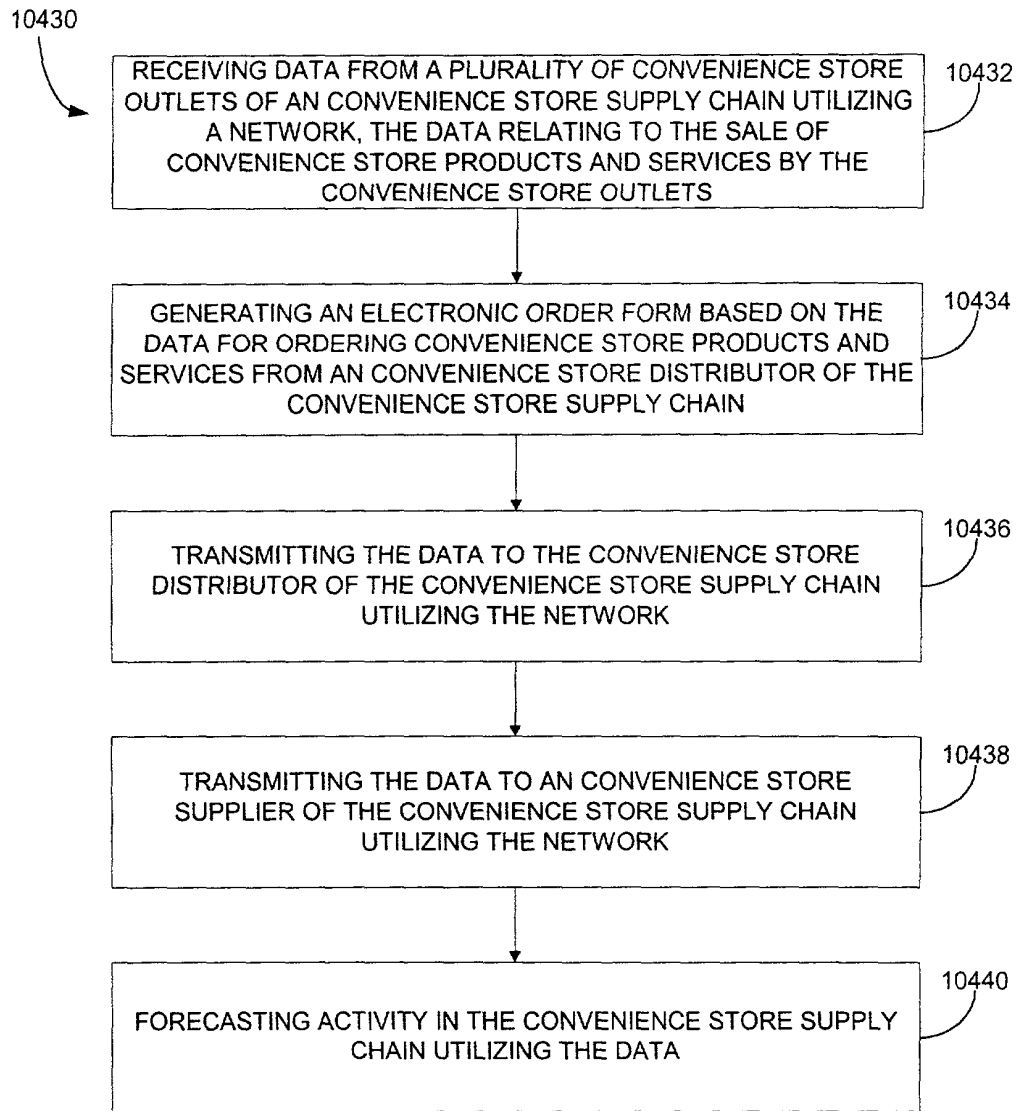 10430
RECEIVING DATA FROM A PLURALITY OF CONVENIENCE STORE
OUTLETS OF AN CONVENIENCE STORE SUPPLY CHAIN UTILIZING
A NETWORK, THE DATA RELATING TO THE SALE OF
CONVENIENCE STORE PRODUCTS AND SERVICES BY THE
CONVENIENCE STORE OUTLETS
10432
GENERATING AN ELECTRONIC ORDER FORM BASED ON THE
DATA FOR ORDERING CONVENIENCE STORE PRODUCTS AND
SERVICES FROM AN CONVENIENCE STORE DISTRIBUTOR OF THE
CONVENIENCE STORE SUPPLY CHAIN
10434
TRANSMITTING THE DATA TO THE CONVENIENCE STORE
DISTRIBUTOR OF THE CONVENIENCE STORE SUPPLY CHAIN
UTILIZING THE NETWORK
10436
TRANSMITTING THE DATA TO AN CONVENIENCE STORE
SUPPLIER OF THE CONVENIENCE STORE SUPPLY CHAIN
UTILIZING THE NETWORK
10438
FORECASTING ACTIVITY IN THE CONVENIENCE STORE SUPPLY
CHAIN UTILIZING THE DATA
10440